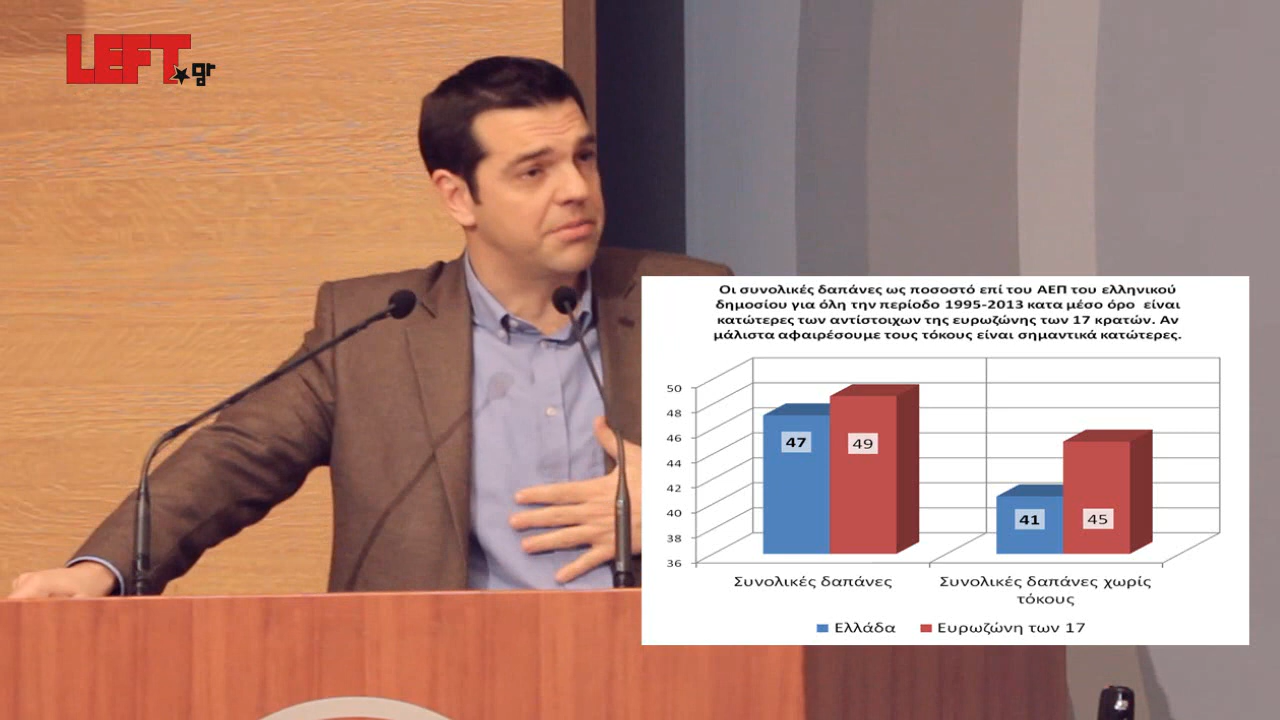 LEFT.gr
Οι συνολικές δαπάνες ως ποσοστό επί του ΑΕΠ του ελληνικού
δημοσίου για όλη την περίοδο 1995-2013 κατα μέσο όρο είναι
κατώτερες των αντίστοιχων της ευρωζώνης των 17 κρατών. Αν
μάλιστα αφαιρέσουμε τους τόκους είναι σημαντικά κατώτερες.
50
48
46
44
42
40
38
36
47
49
41
45
Συνολικές δαπάνες
Συνολικές δαπάνες χωρίς
τόκους
Ελλάδα
Ευρωζώνη των 17